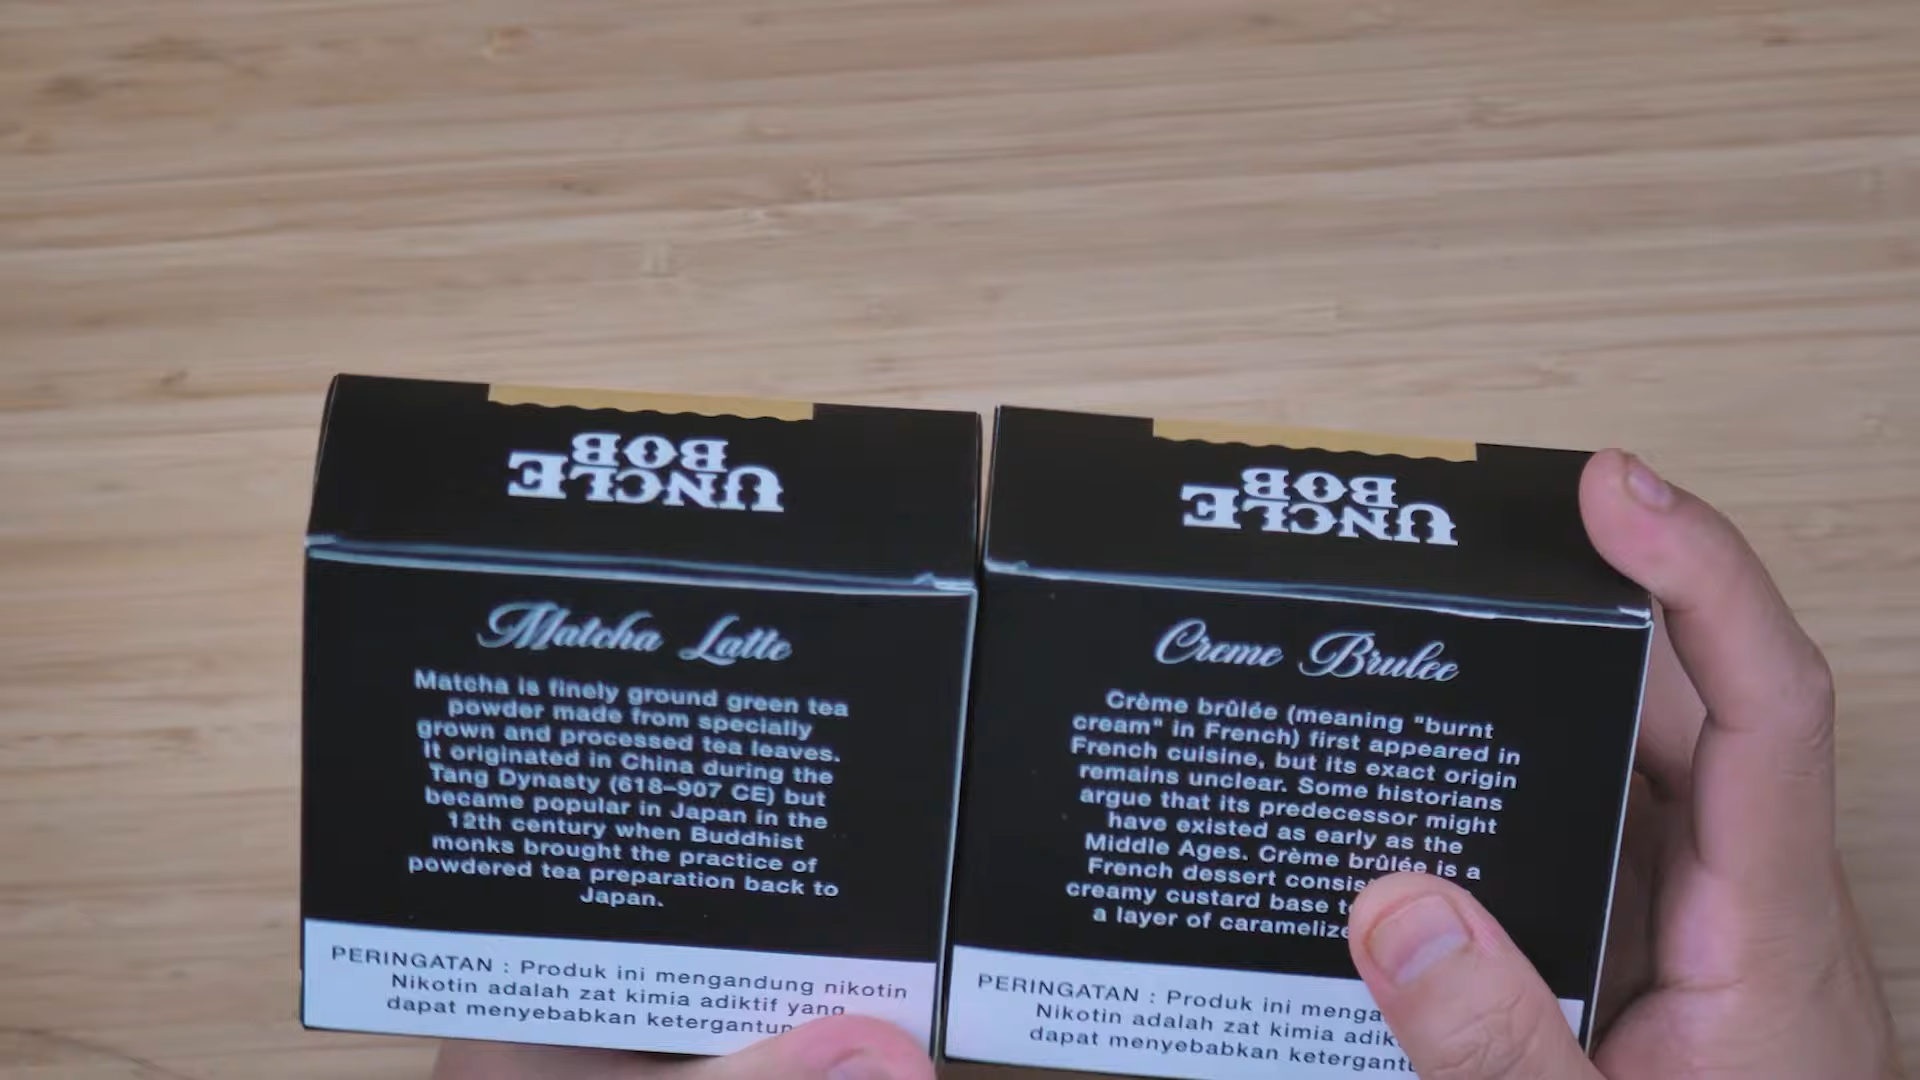 UNCLE
BOB
Matcha Latte
Matcha is finely ground green tea
powder made from specially
grown and processed tea leaves.
It originated in China during the
Tang Dynasty (618–907 CE) but
became popular in Japan in the
12th century when Buddhist
monks brought the practice of
powdered tea preparation back to
Japan.
PERINGATAN : Produk ini mengandung nikotin
Nikotin adalah zat kimia adiktif yang
dapat menyebabkan
UNCLE
BOB
Creme Brulee
Crème brûlée (meaning "burnt
cream" in French) first appeared in
French cuisine, but its exact origin
remains unclear. Some historians
argue that its predecessor might
have existed as early as the
Middle Ages. Crème brûlée is a
French dessert
creamy custard base
a layer of
PERINGATAN : Produk ini
Nikotin adalah zat kimia
dapat menyebabkan